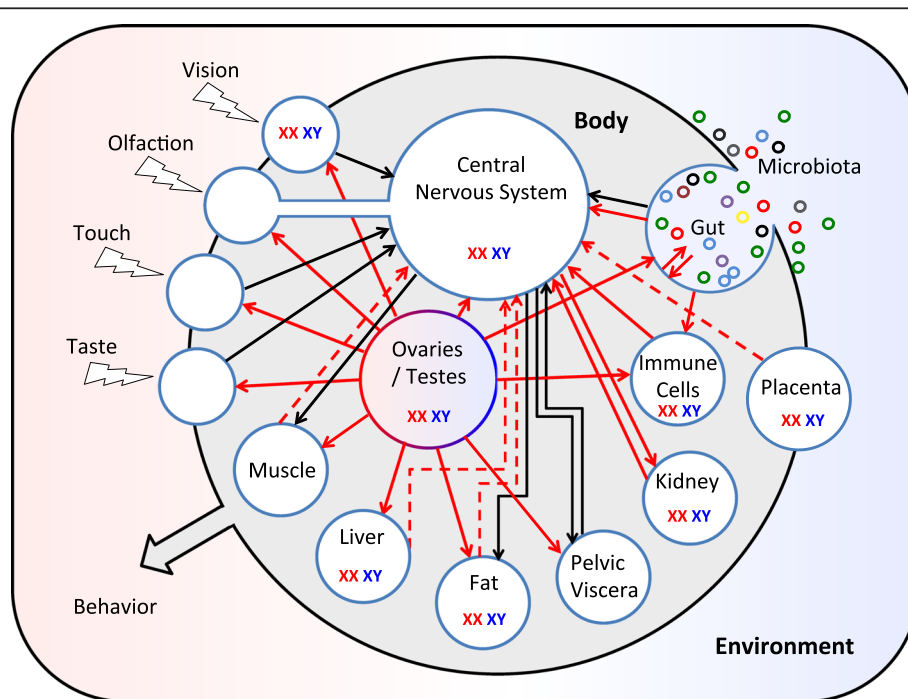 Vision
XX XY
Olfaction
Touch
Taste
Body
Central
Nervous System
XX XY
Microbiota
Gut
Ovaries
/ Testes
XX XY
Immune
Cells
XX XY
Placenta
XX XY
Muscle
Kidney
XX XY
Liver
XX XY
Fat
XX XY
Pelvic
Viscera
Behavior
Environment